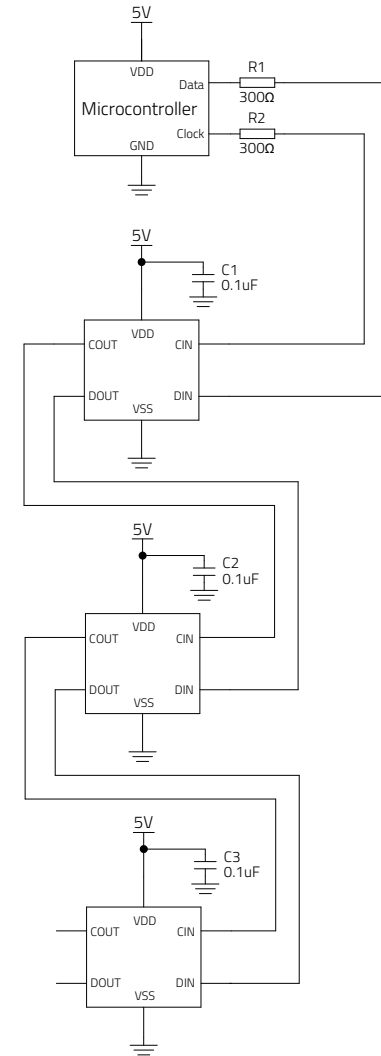 5V
VDD
Data
R1
300Ω
Microcontroller
R2
Clock
300Ω
GND
5V
C1
0.1uF
VDD
COUT
CIN
DOUT
DIN
VSS
5V
C2
0.1uF
VDD
COUT
CIN
DOUT
DIN
VSS
5V
C3
0.1uF
VDD
COUT
CIN
DOUT
DIN
VSS